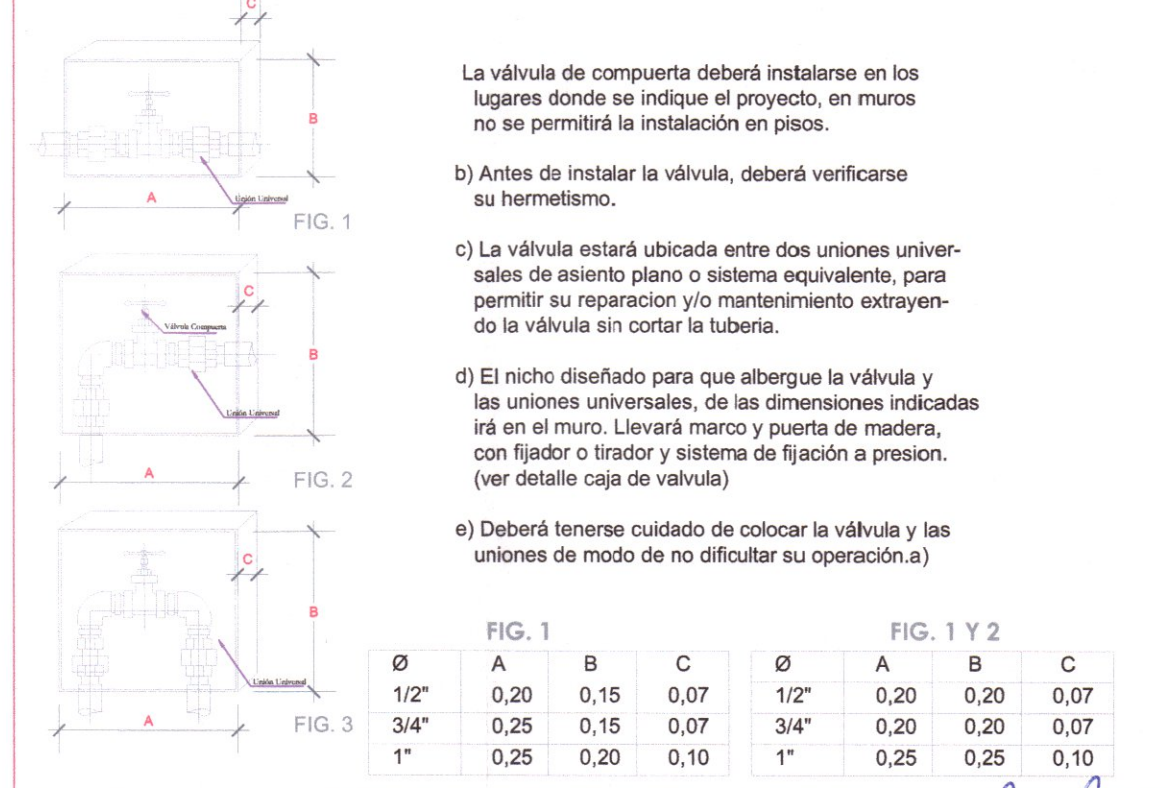 C
B
A
Unión Universal
FIG. 1
C
Válvula Compuerta
B
Unión Universal
A
FIG. 2
C
B
Unión Universal
A
FIG. 3
La válvula de compuerta deberá instalarse en los
lugares donde se indique el proyecto, en muros
no se permitirá la instalación en pisos.
b) Antes de instalar la válvula, deberá verificarse
su hermetismo.
c) La válvula estará ubicada entre dos uniones univer-
sales de asiento plano o sistema equivalente, para
permitir su reparacion y/o mantenimiento extrayen-
do la válvula sin cortar la tuberia.
d) El nicho diseñado para que albergue la válvula y
las uniones universales, de las dimensiones indicadas
irá en el muro. Llevará marco y puerta de madera,
con fijador o tirador y sistema de fijación a presion.
(ver detalle caja de valvula)
e) Deberá tenerse cuidado de colocar la válvula y las
uniones de modo de no dificultar su operación.a)
FIG. 1
Ø A B C
1/2" 0,20 0,15 0,07
3/4" 0,25 0,15 0,07
1" 0,25 0,20 0,10
FIG. 1 Y 2
Ø A B C
1/2" 0,20 0,20 0,07
3/4" 0,20 0,20 0,07
1" 0,25 0,25 0,10